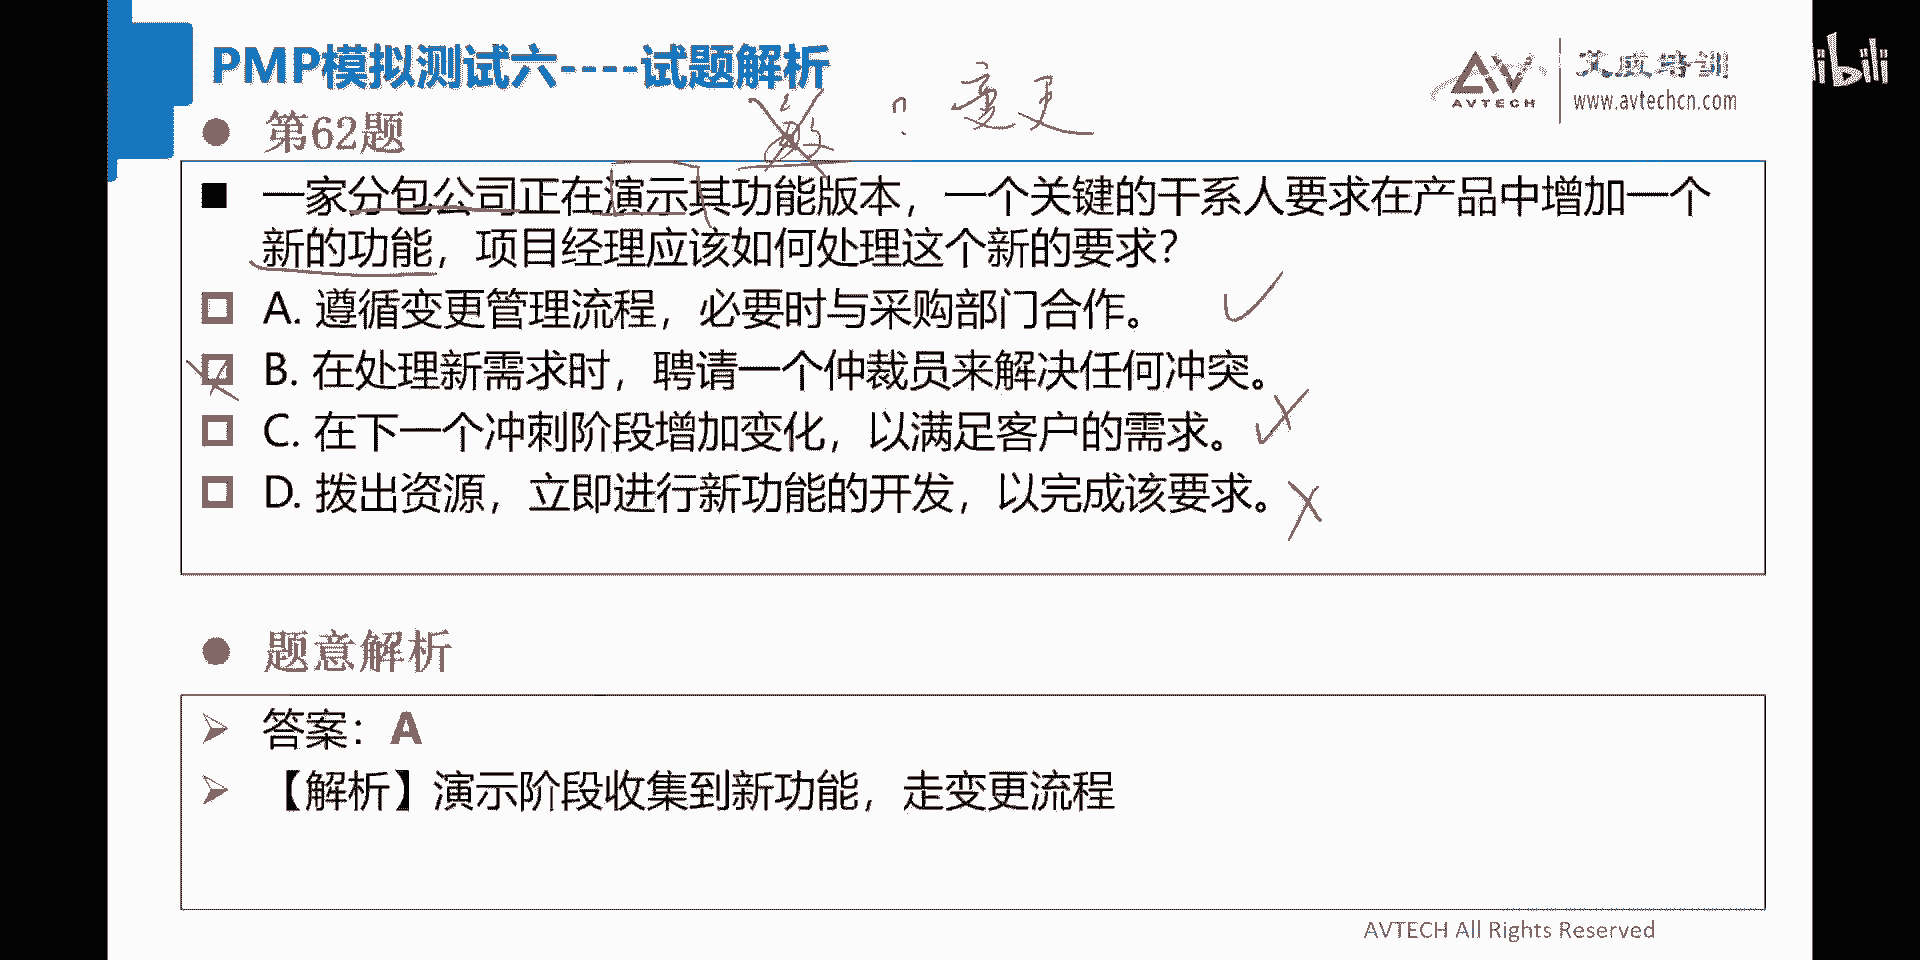 PMP模拟测试六----试题解析
变更
?
AVTECH
艾威培训
www.avtechcn.com
第62题
一家分包公司正在演示其功能版本，一个关键的干系人要求在产品中增加一个
新的功能，项目经理应该如何处理这个新的要求？
A. 遵循变更管理流程，必要时与采购部门合作。
B. 在处理新需求时，聘请一个仲裁员来解决任何冲突。
C. 在下一个冲刺阶段增加变化，以满足客户的需求。
D. 拨出资源，立即进行新功能的开发，以完成该要求。
题意解析
答案：A
【解析】演示阶段收集到新功能，走变更流程
AVTECH All Rights Reserved